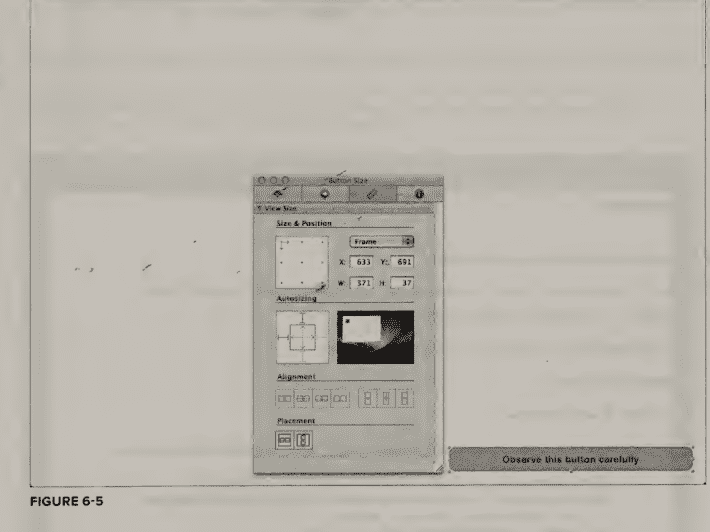 Button Size
View Size
Size & Position
Frame
X: 633 Y: 691
W: 371 H: 37
Autosizing
Alignment
Placement
Observe this button carefully
FIGURE 6-5